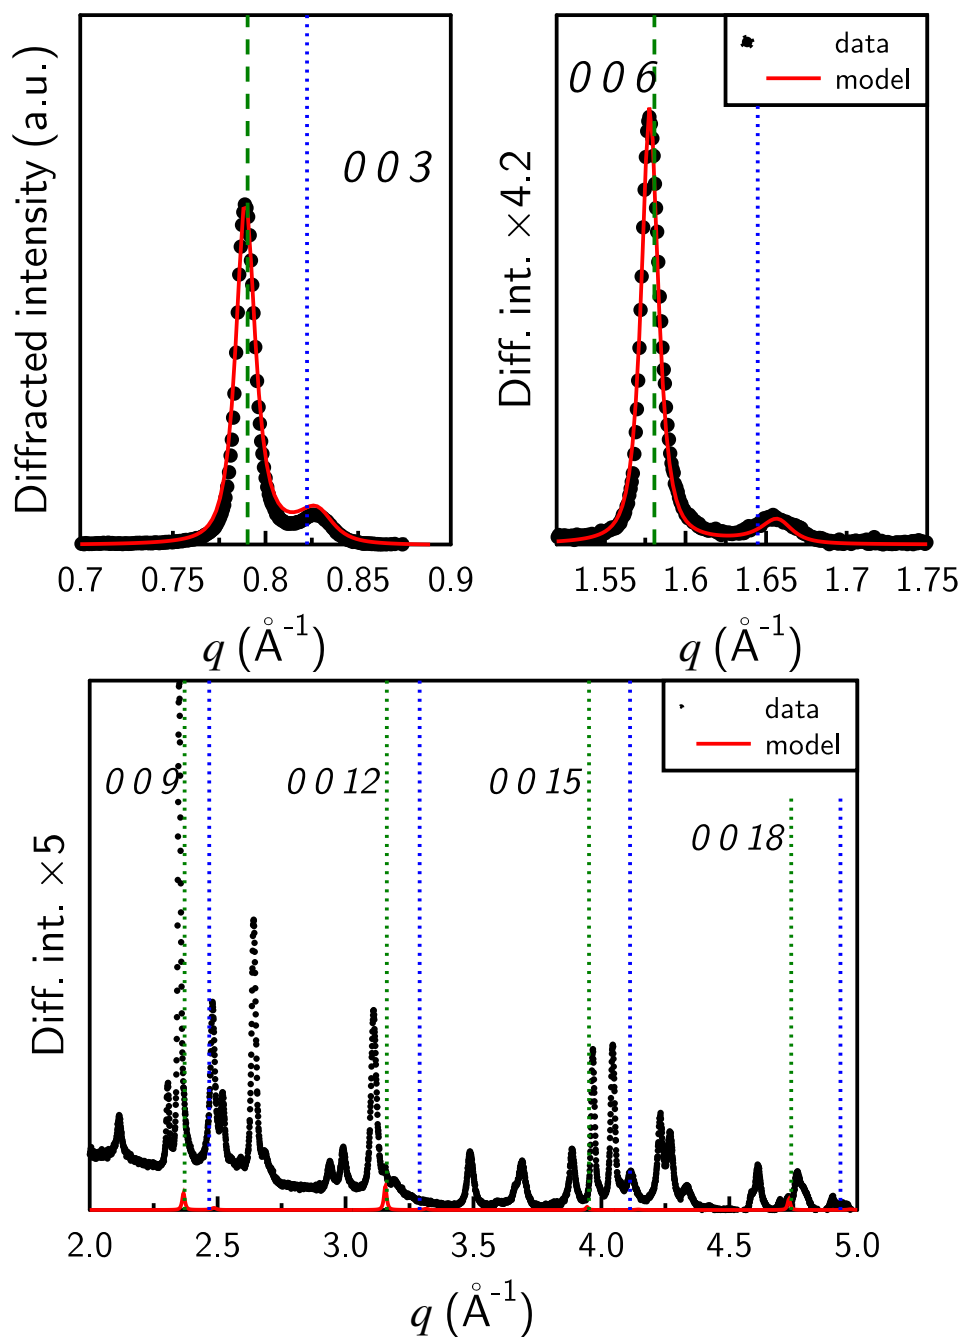 Diffracted intensity (a.u.)
0 0 3
0.7 0.75 0.8 0.85 0.9
q (Å-1)
Diff. int. ×4.2
0 0 6
data
model
1.55 1.6 1.65 1.7 1.75
q (Å-1)
Diff. int. ×5
data
model
0 0 9 0 0 12 0 0 15
0 0 18
2.0 2.5 3.0 3.5 4.0 4.5 5.0
q (Å-1)